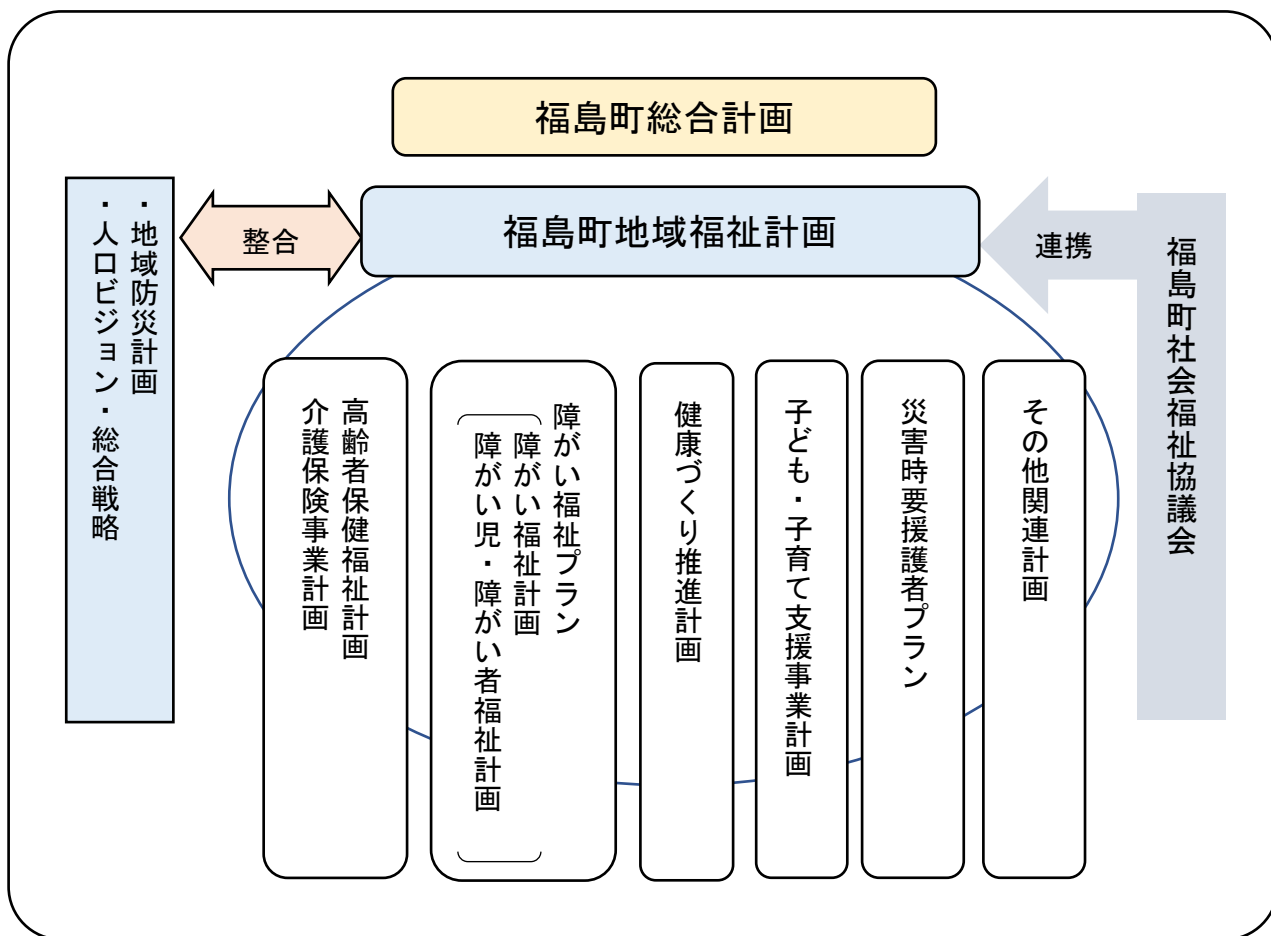 福島町総合計画
福島町地域福祉計画
整合
連携
・地域防災計画
・人口ビジョン・総合戦略
福島町社会福祉協議会
高齢者保健福祉計画
介護保険事業計画
障がい福祉プラン
障がい福祉計画
障がい児・障がい者福祉計画
健康づくり推進計画
子ども・子育て支援事業計画
災害時要援護者プラン
その他関連計画